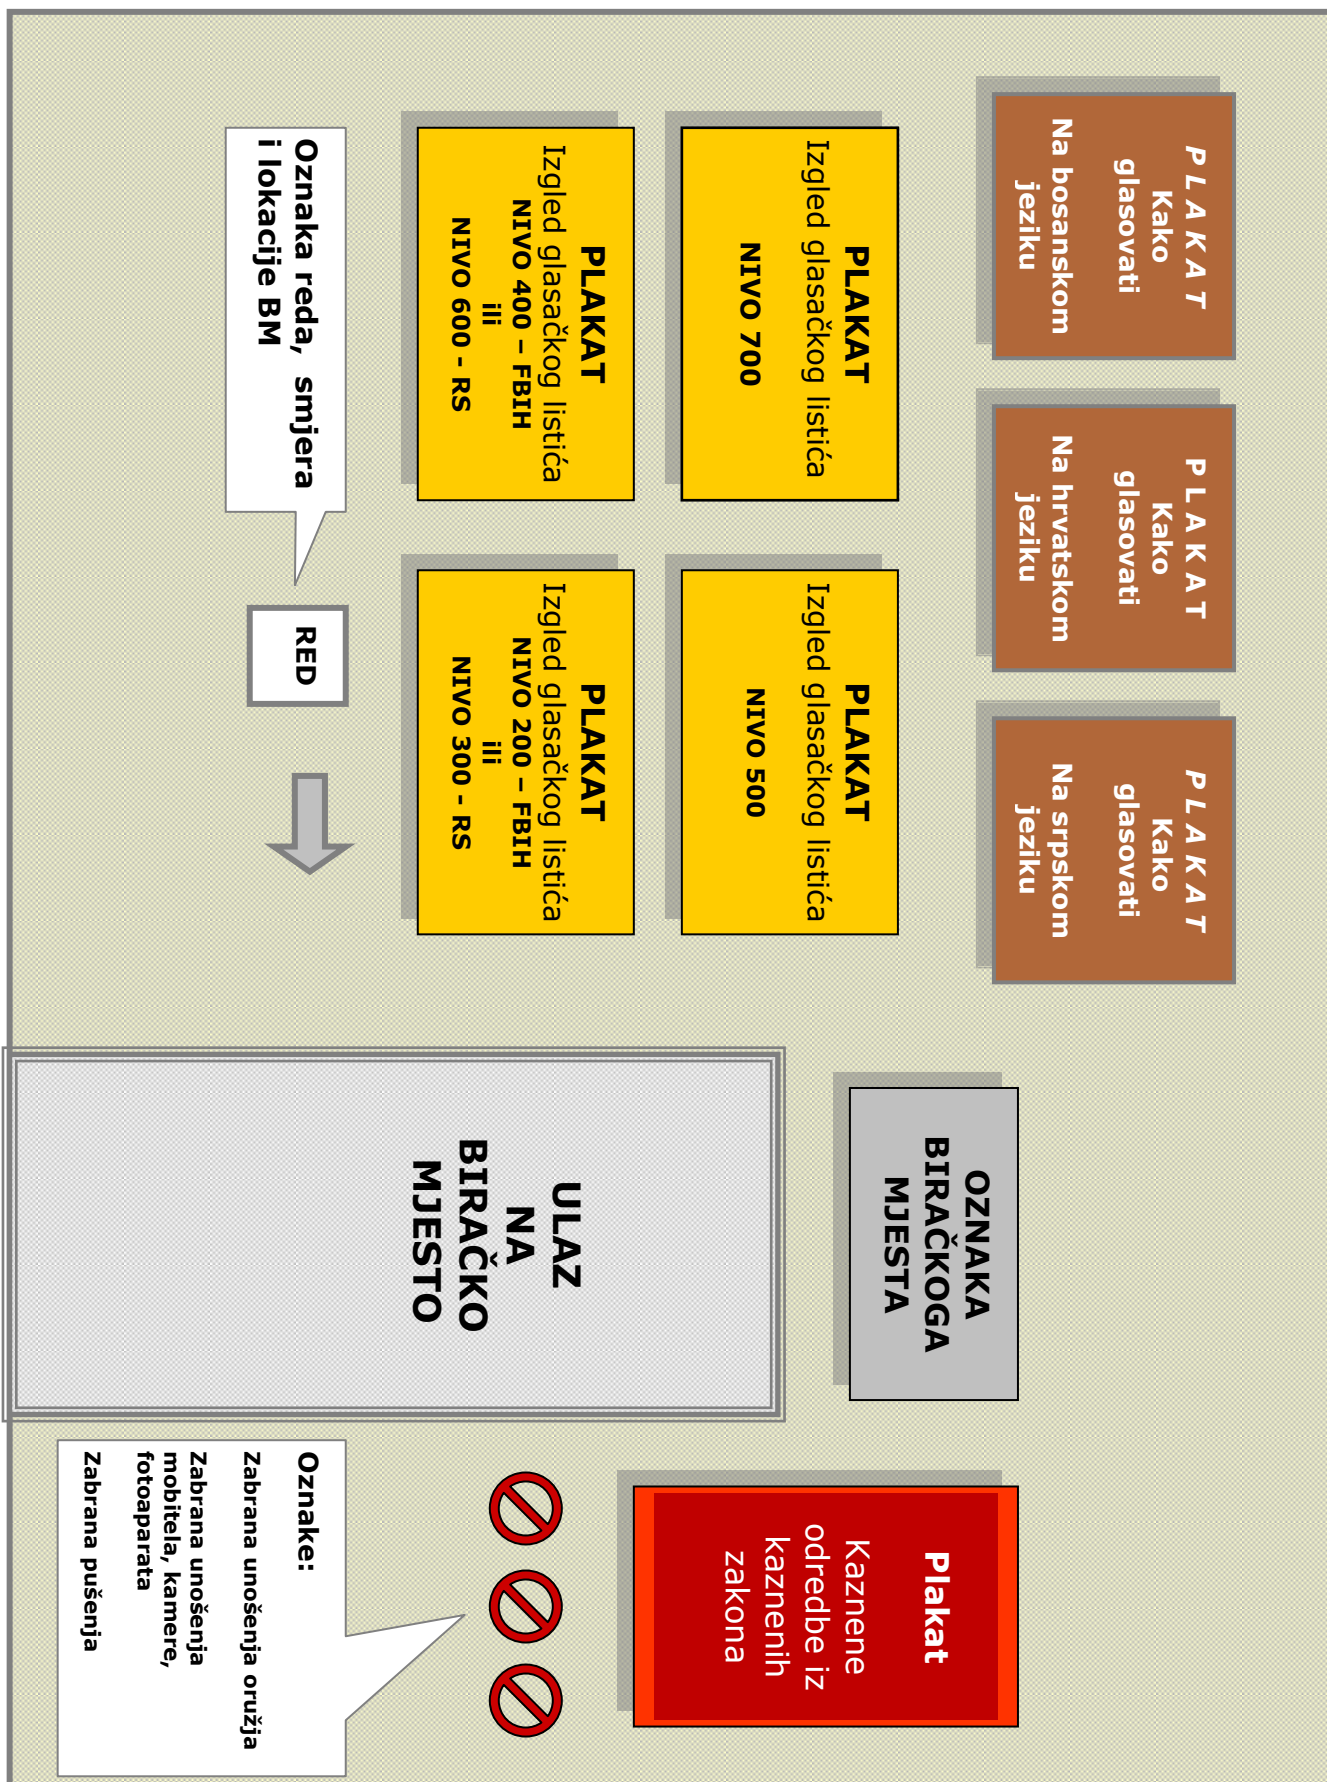 PLAKAT
Kako
glasovati
Na bosanskom
jeziku
PLAKAT
Kako
glasovati
Na hrvatskom
jeziku
PLAKAT
Kako
glasovati
Na srpskom
jeziku
PLAKAT
Izgled glasačkog listića
NIVO 700
PLAKAT
Izgled glasačkog listića
NIVO 500
PLAKAT
Izgled glasačkog listića
NIVO 400 – FBIH
ili
NIVO 600 - RS
PLAKAT
Izgled glasačkog listića
NIVO 200 – FBIH
ili
NIVO 300 - RS
Oznaka reda, smjera
i lokacije BM
RED
OZNAKA
BIRAČKOGA
MJESTA
ULAZ
NA
BIRAČKO
MJESTO
Plakat
Kaznene
odredbe iz
kaznenih
zakona
Oznake:
Zabrana unošenja oružja
Zabrana unošenja
mobitela, kamere,
fotoaparata
Zabrana pušenja